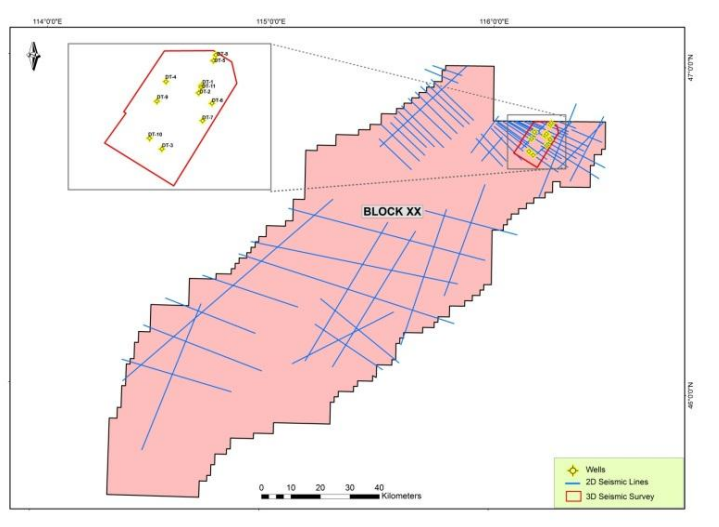 114°0'0"E 115°0'0"E 116°0'0"E
47°0'0"N
46°0'0"N
DT-5
DT-4
DT-1
DT-11
DT-2
DT-7
DT-10
DT-3
BLOCK XX
0 5 10 20 30 40
Kilometers
Wells
2D Seismic Lines
3D Seismic Survey